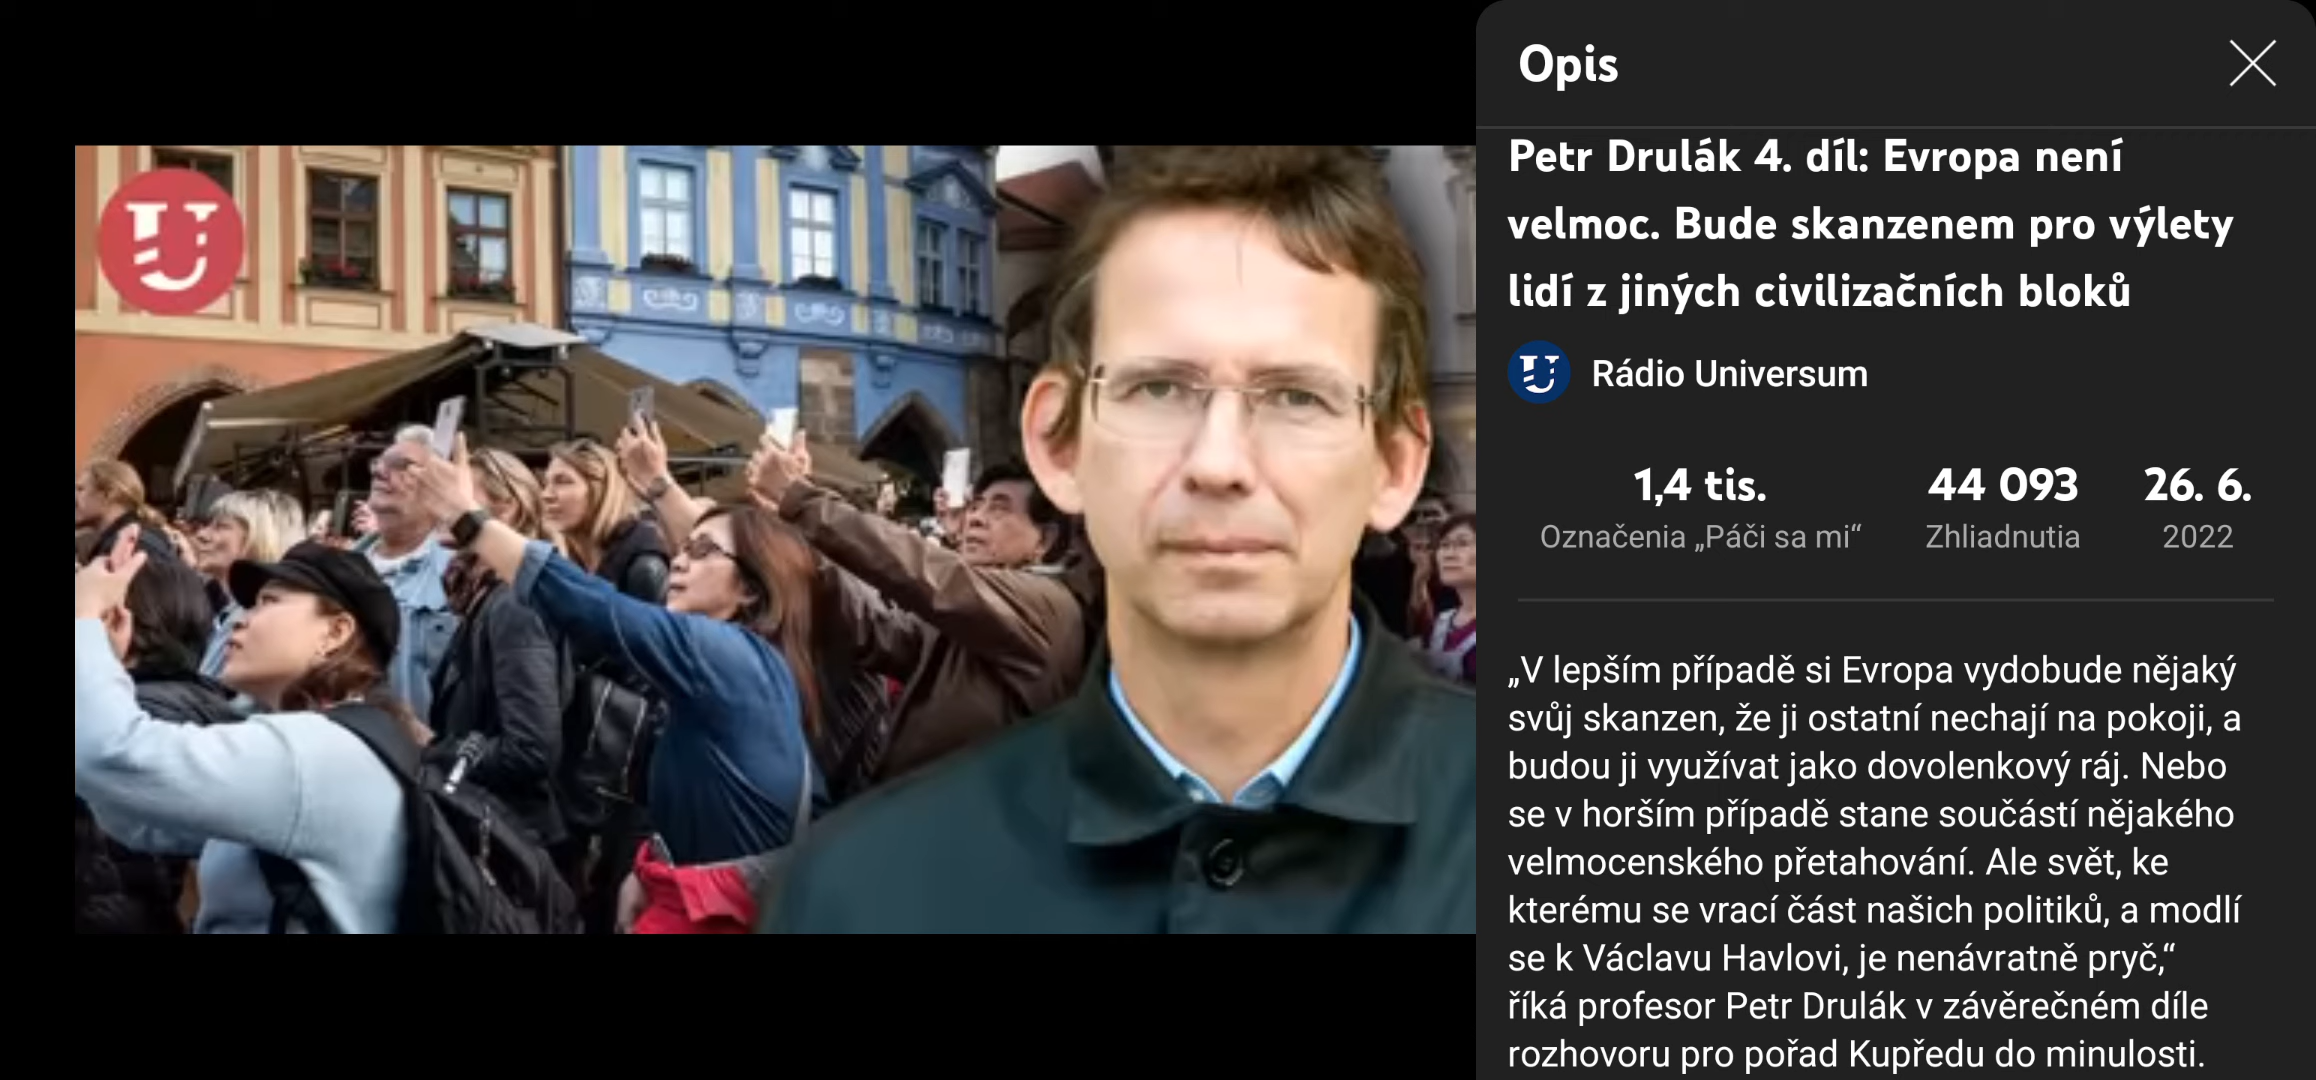 Opis
Petr Drulák 4. díl: Evropa není
velmoc. Bude skanzenem pro výlety
lidí z jiných civilizačních bloků
Rádio Universum
1,4 tis. 44 093 26. 6.
Označenia „Páči sa mi“ Zhliadnutia 2022
„V lepším případě si Evropa vydobude nějaký
svůj skanzen, že ji ostatní nechají na pokoji, a
budou ji využívat jako dovolenkový ráj. Nebo
se v horším případě stane součástí nějakého
velmocenského přetahování. Ale svět, ke
kterému se vrací část našich politiků, a modlí
se k Václavu Havlovi, je nenávratně pryč,“
říká profesor Petr Drulák v závěrečném díle
rozhovoru pro pořad Kupředu do minulosti.